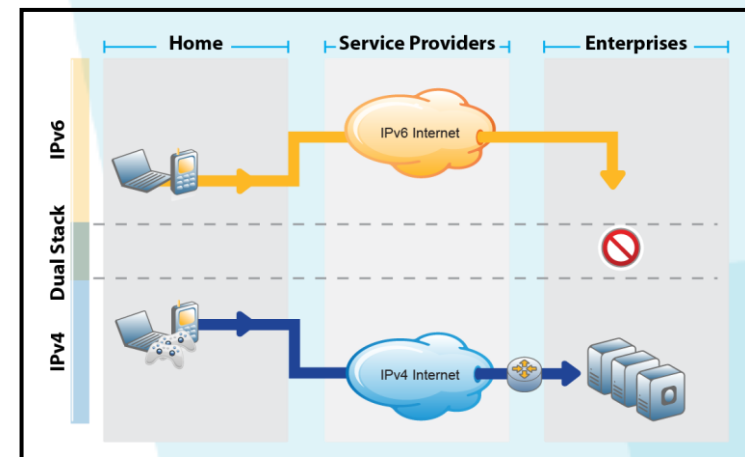 Home
Service Providers
Enterprises
IPv6
IPv6 Internet
Dual Stack
IPv4
IPv4 Internet